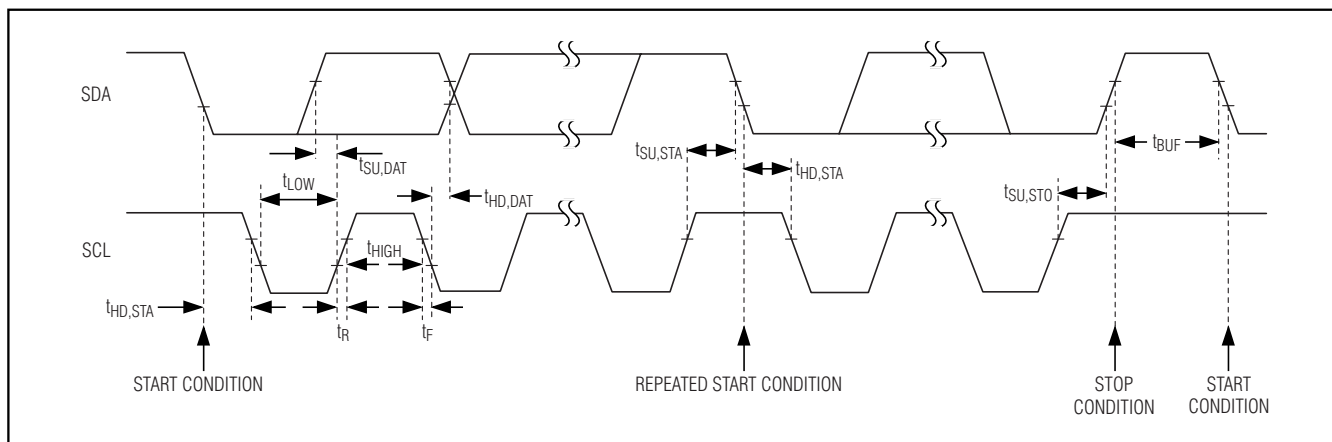 SDA
tSU,DAT
tLOW
tHD,DAT
tSU,STA
tHD,STA
tBUF
tSU,STO
SCL
tHIGH
tHD,STA
tR
tF
START CONDITION
REPEATED START CONDITION
STOP
CONDITION
START
CONDITION